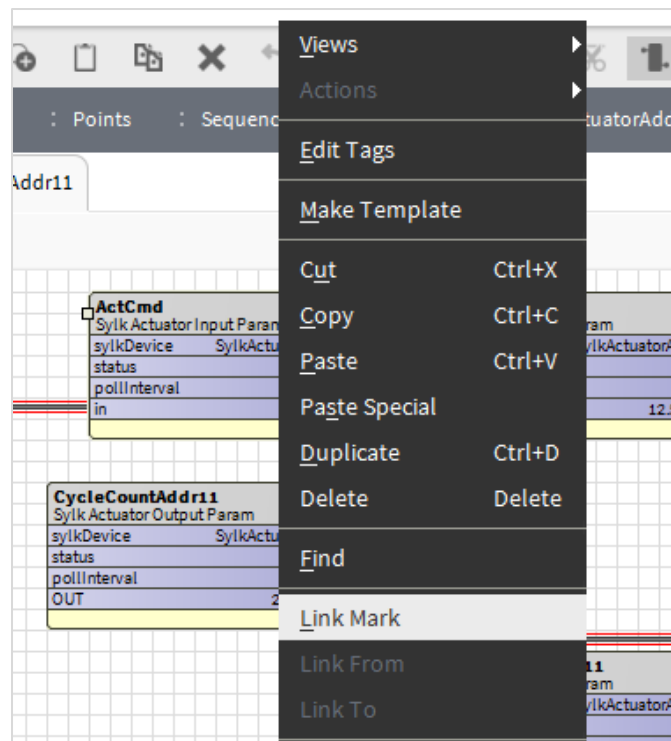 Views
Actions
: Points : Sequenc
tuatorAdd
Edit Tags
Addr11
Make Template
Cut Ctrl+X
Copy Ctrl+C
Paste Ctrl+V
Paste Special
Duplicate Ctrl+D
Delete Delete
Find
Link Mark
Link From
Link To
ActCmd
Sylk Actuator Input Param
sylkDevice SylkActu
status
pollInterval
in
ram
ylkActuatorA
12.
CycleCountAddr11
Sylk Actuator Output Param
sylkDevice SylkActu
status
pollInterval
OUT 2
11
ram
ylkActuatorA